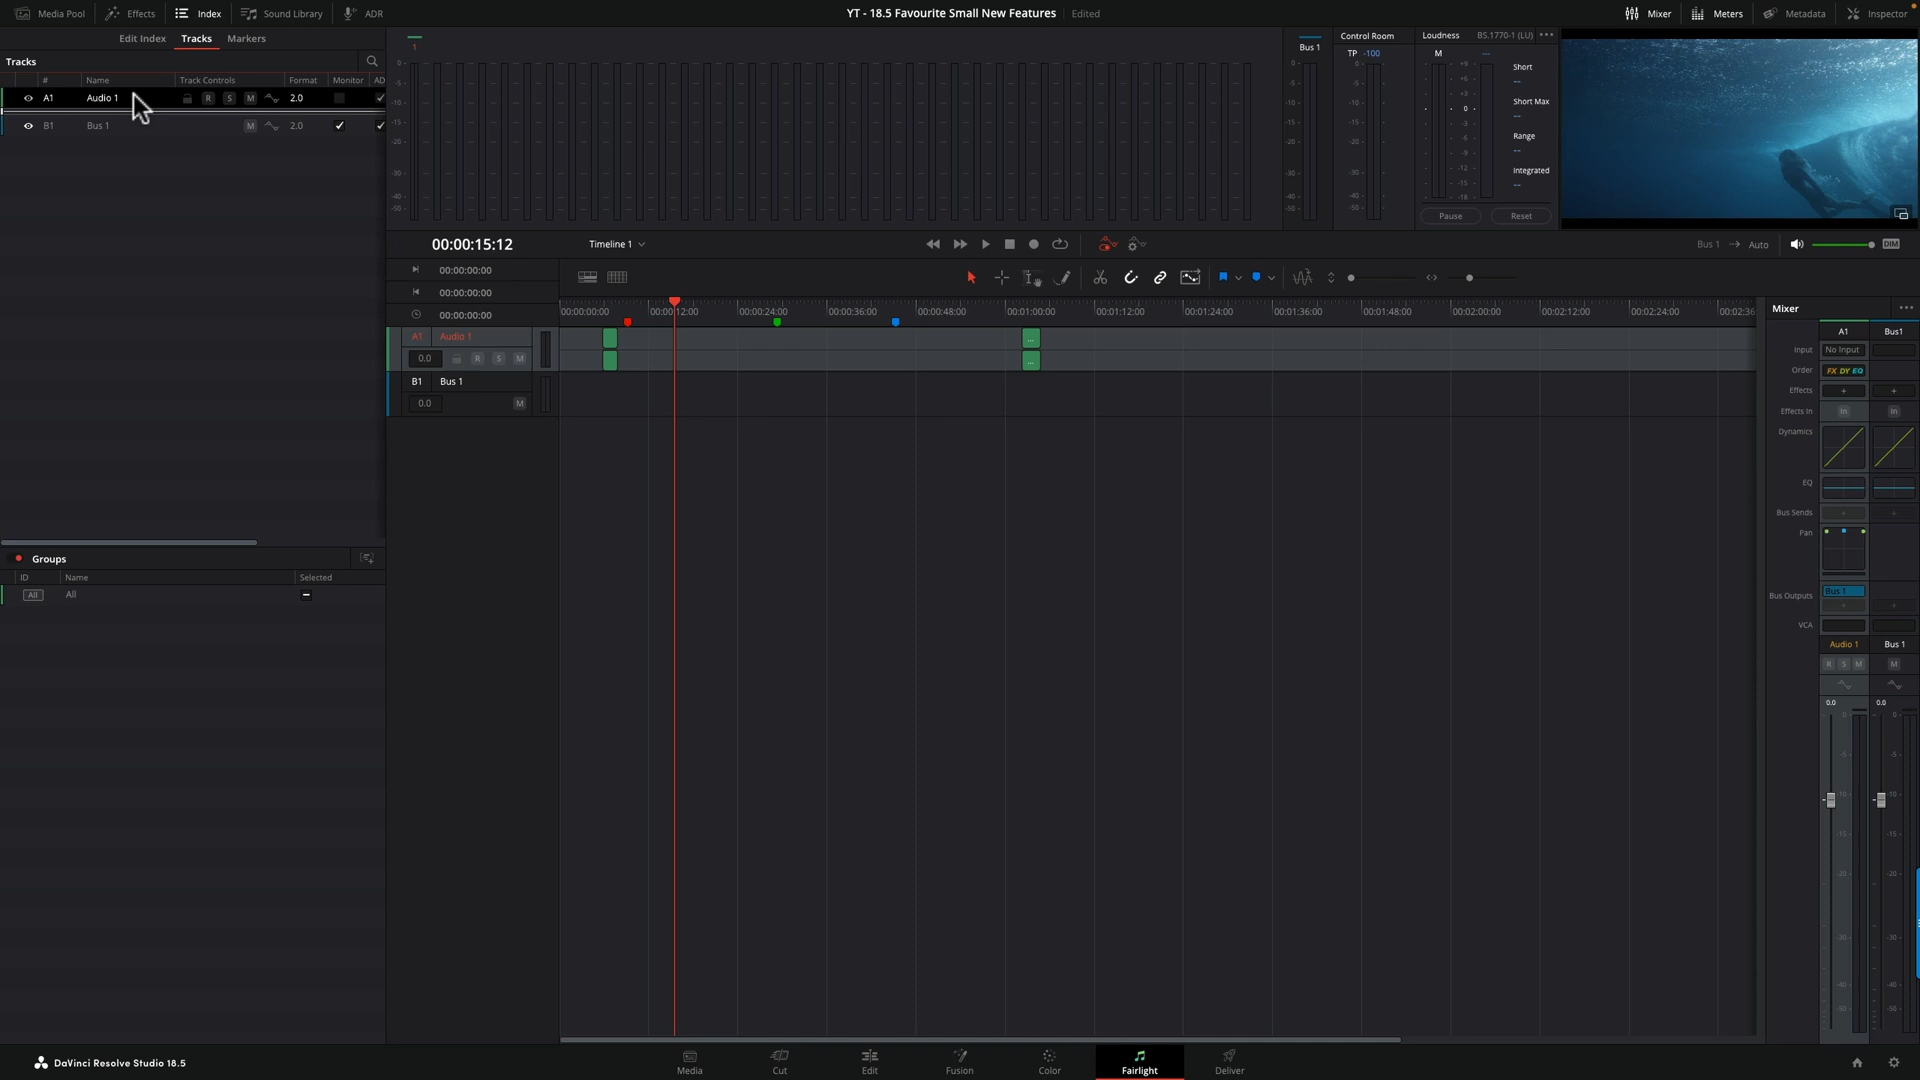 Media Pool Effects Index Sound Library ADR YT - 18.5 Favourite Small New Features Edited Mixer Meters Metadata Inspector
Edit Index Tracks Markers
Tracks
# Name Track Controls Format Monitor AD
A1 Audio 1 R S M 2.0
B1 Bus 1 M 2.0
Groups
ID Name Selected
All All
1
Bus 1
Control Room
TP -100
Loudness BS.1770-1 (LU)
M
Short
--
Short Max
--
Range
--
Integrated
--
Pause Reset
00:00:15:12 Timeline 1 Bus 1 → Auto DIM
00:00:00:00
00:00:00:00
00:00:00:00
00:00:00:00 00:00:12:00 00:00:24:00 00:00:36:00 00:00:48:00 00:01:00:00 00:01:12:00 00:01:24:00 00:01:36:00 00:01:48:00 00:02:00:00 00:02:12:00 00:02:24:00 00:02:36
A1 Audio 1
0.0 R S M
B1 Bus 1
0.0 M
Mixer
A1 Bus1
Input No Input
Order FX DY EQ
Effects + +
Effects In In In
Dynamics
EQ
Bus Sends + +
Pan
Bus Outputs Bus 1
VCA
Audio 1 Bus 1
R S M M
0.0 0.0
DaVinci Resolve Studio 18.5
Media Cut Edit Fusion Color Fairlight Deliver